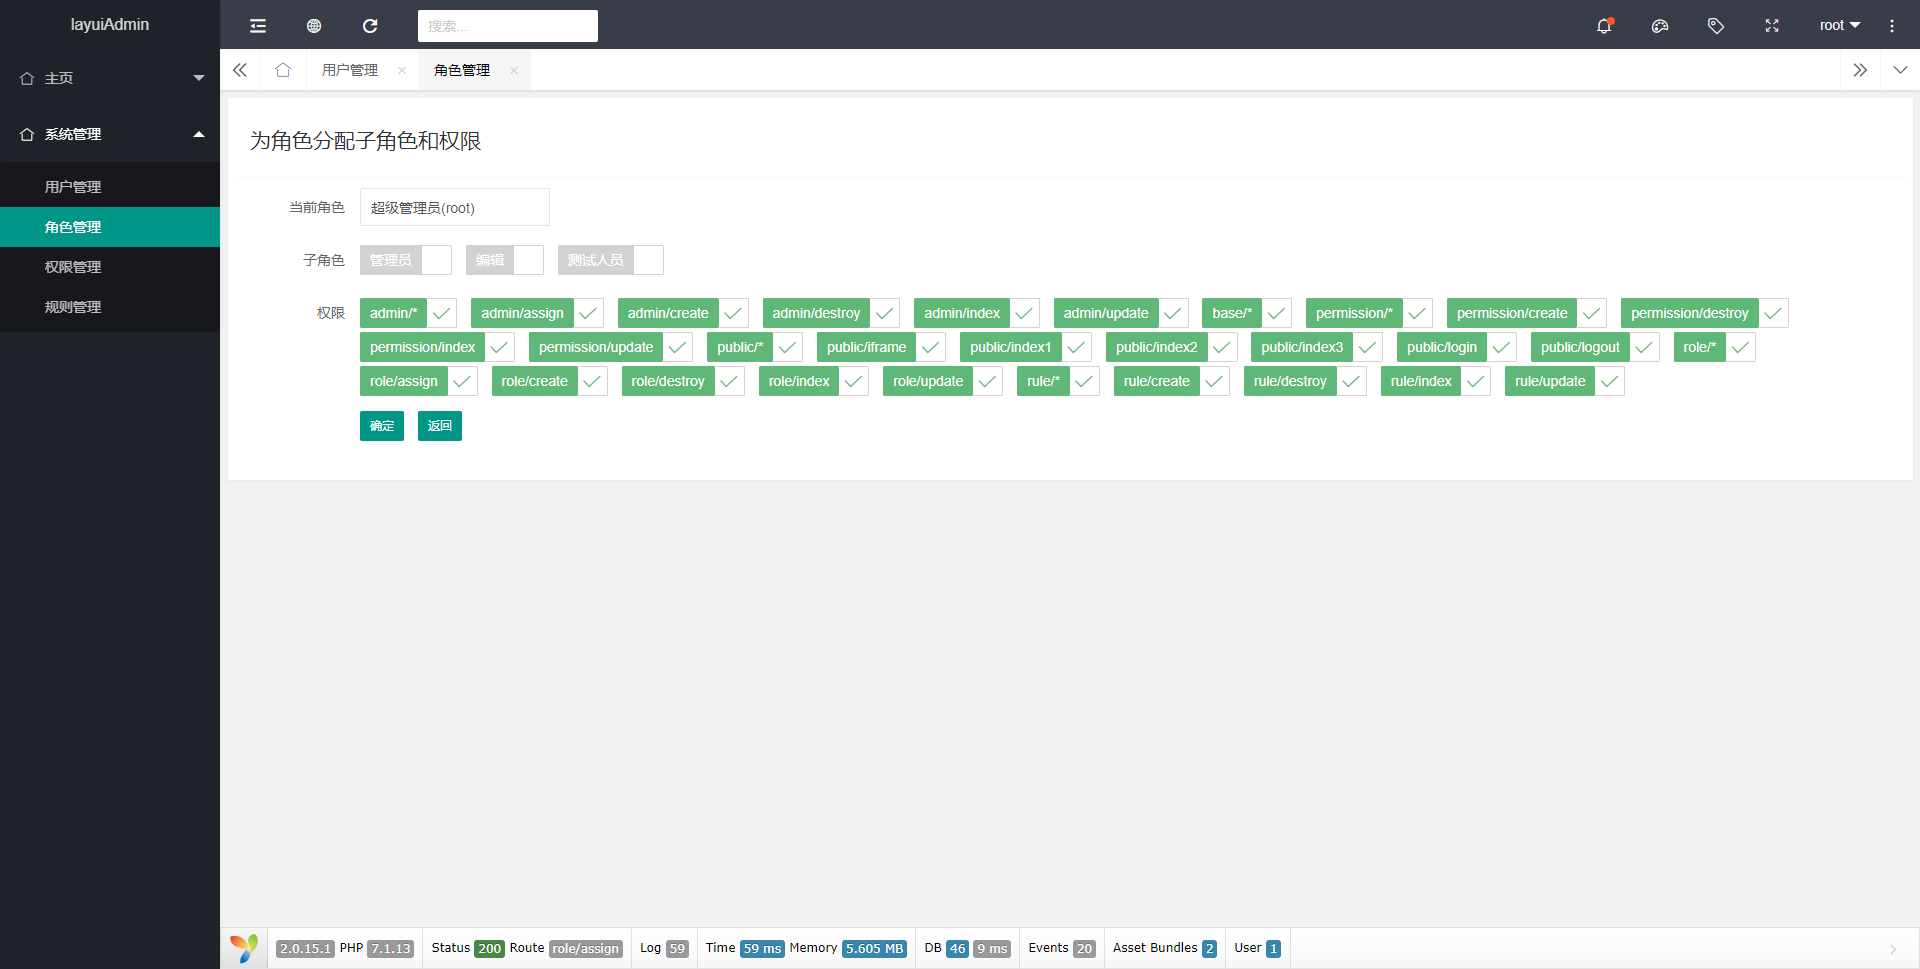 layuiAdmin
搜索...
root
主页
系统管理
用户管理
角色管理
权限管理
规则管理
用户管理
角色管理
为角色分配子角色和权限
当前角色 超级管理员(root)
子角色 管理员 编辑 测试人员
权限 admin/* admin/assign admin/create admin/destroy admin/index admin/update base/* permission/* permission/create permission/destroy
permission/index permission/update public/* public/iframe public/index1 public/index2 public/index3 public/login public/logout role/*
role/assign role/create role/destroy role/index role/update rule/* rule/create rule/destroy rule/index rule/update
确定 返回
2.0.15.1 PHP 7.1.13 Status 200 Route role/assign Log 59 Time 59 ms Memory 5.605 MB DB 46 9 ms Events 20 Asset Bundles 2 User 1